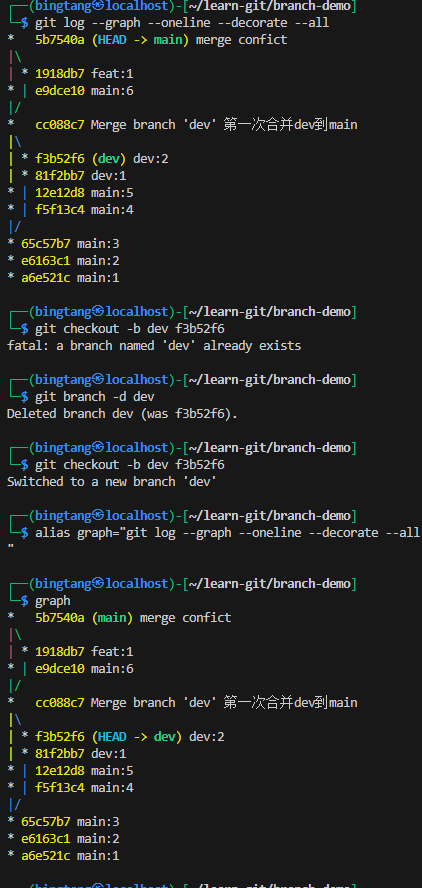 ┌──(bingtang㉿localhost)-[~/learn-git/branch-demo]
└─$ git log --graph --oneline --decorate --all
*   5b7540a (HEAD -> main) merge confict
|\
| * 1918db7 feat:1
* | e9dce10 main:6
|/
*   cc088c7 Merge branch 'dev' 第一次合并dev到main
|\
| * f3b52f6 (dev) dev:2
| * 81f2bb7 dev:1
* | 12e12d8 main:5
* | f5f13c4 main:4
|/
* 65c57b7 main:3
* e6163c1 main:2
* a6e521c main:1
┌──(bingtang㉿localhost)-[~/learn-git/branch-demo]
└─$ git checkout -b dev f3b52f6
fatal: a branch named 'dev' already exists
┌──(bingtang㉿localhost)-[~/learn-git/branch-demo]
└─$ git branch -d dev
Deleted branch dev (was f3b52f6).
┌──(bingtang㉿localhost)-[~/learn-git/branch-demo]
└─$ git checkout -b dev f3b52f6
Switched to a new branch 'dev'
┌──(bingtang㉿localhost)-[~/learn-git/branch-demo]
└─$ alias graph="git log --graph --oneline --decorate --all
"
┌──(bingtang㉿localhost)-[~/learn-git/branch-demo]
└─$ graph
*   5b7540a (main) merge confict
|\
| * 1918db7 feat:1
* | e9dce10 main:6
|/
*   cc088c7 Merge branch 'dev' 第一次合并dev到main
|\
| * f3b52f6 (HEAD -> dev) dev:2
| * 81f2bb7 dev:1
* | 12e12d8 main:5
* | f5f13c4 main:4
|/
* 65c57b7 main:3
* e6163c1 main:2
* a6e521c main:1
┌──(bingtang㉿localhost)-[~/learn-git/branch-demo]